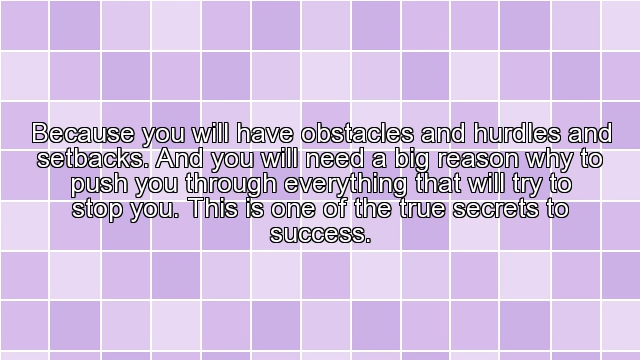 Because you will have obstacles and hurdles and
setbacks. And you will need a big reason why to
push you through everything that will try to
stop you. This is one of the true secrets to
success.